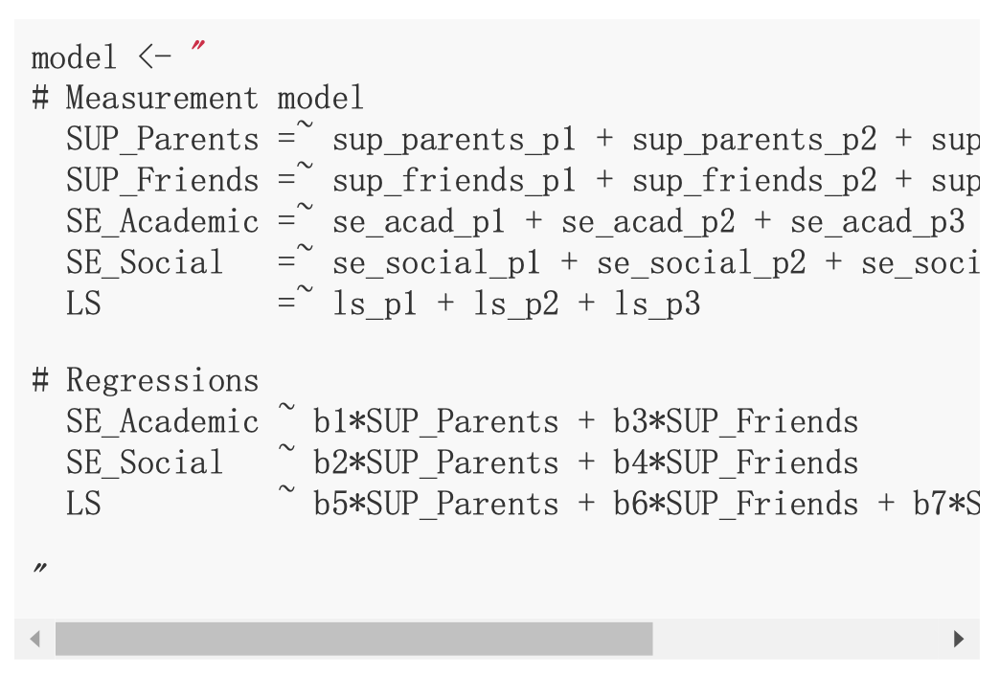 model <- "
# Measurement model
  SUP_Parents =~ sup_parents_p1 + sup_parents_p2 + sup
  SUP_Friends =~ sup_friends_p1 + sup_friends_p2 + sup
  SE_Academic =~ se_acad_p1 + se_acad_p2 + se_acad_p3
  SE_Social   =~ se_social_p1 + se_social_p2 + se_soci
  LS          =~ ls_p1 + ls_p2 + ls_p3
# Regressions
  SE_Academic ~ b1*SUP_Parents + b3*SUP_Friends
  SE_Social   ~ b2*SUP_Parents + b4*SUP_Friends
  LS          ~ b5*SUP_Parents + b6*SUP_Friends + b7*S
"